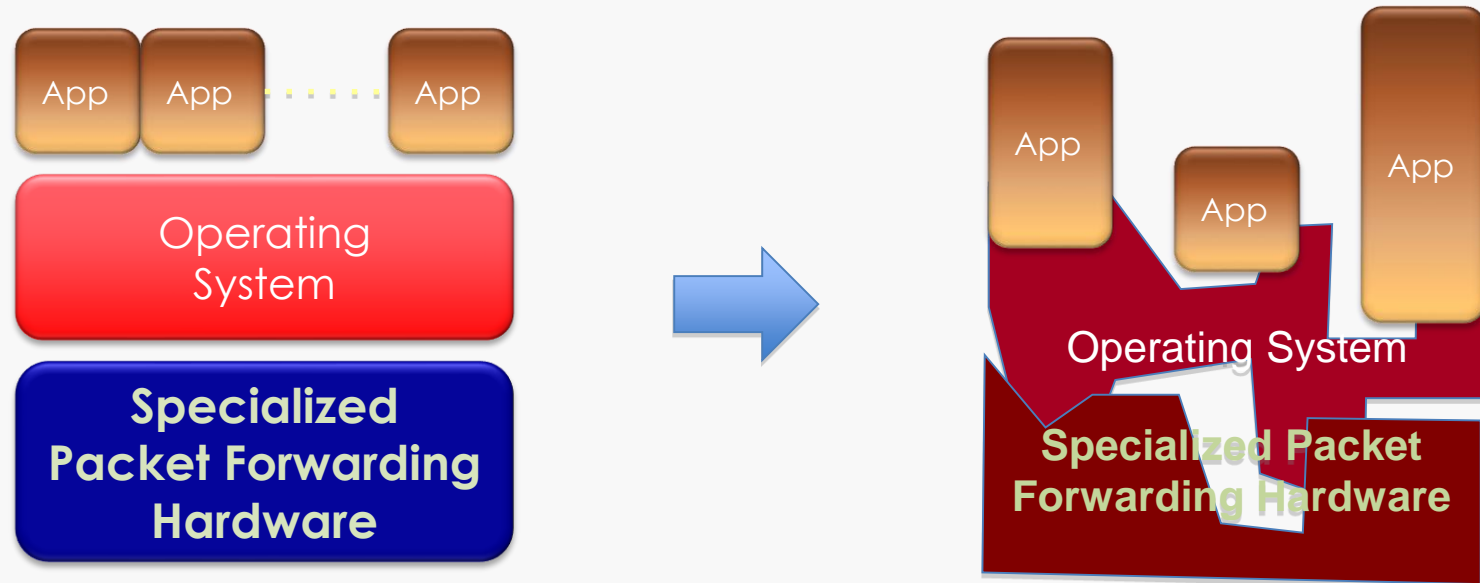 App
App
App
Operating
System
Specialized
Packet Forwarding
Hardware
App
App
App
Operating System
Specialized Packet
Forwarding Hardware